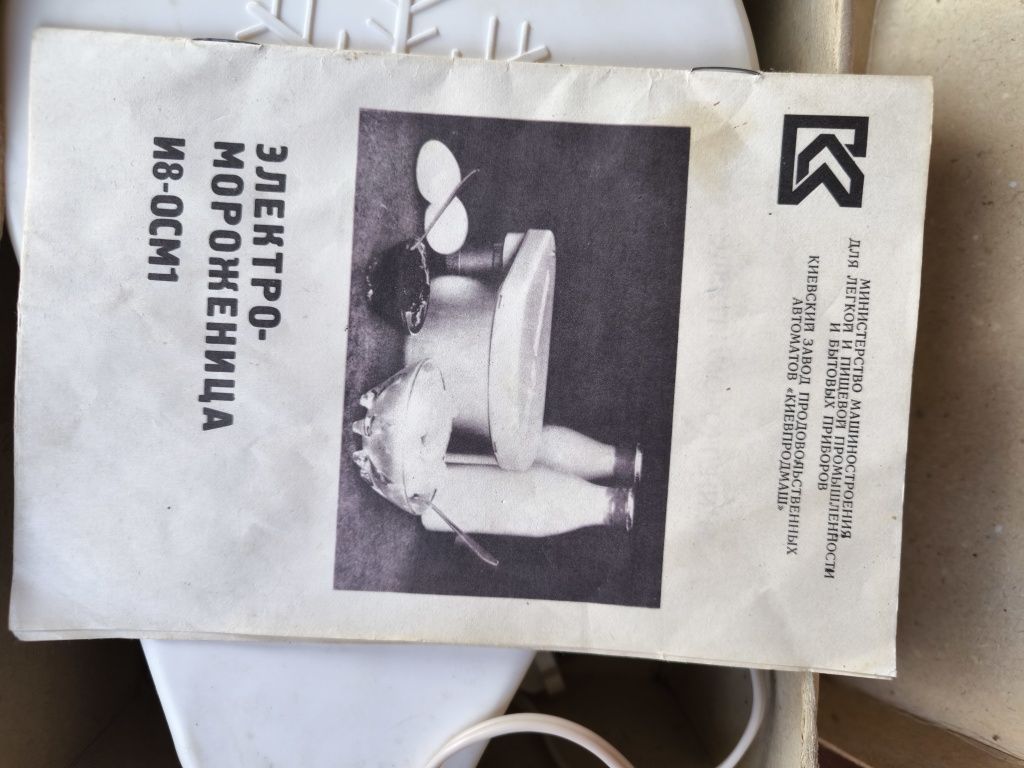 МИНИСТЕРСТВО МАШИНОСТРОЕНИЯ
ДЛЯ ЛЕГКОЙ И ПИЩЕВОЙ ПРОМЫШЛЕННОСТИ
И БЫТОВЫХ ПРИБОРОВ
КИЕВСКИЙ ЗАВОД ПРОДОВОЛЬСТВЕННЫХ
АВТОМАТОВ «КИЕВПРОДМАШ»
ЭЛЕКТРО-
МОРОЖЕНИЦА
И8-ОСМ1